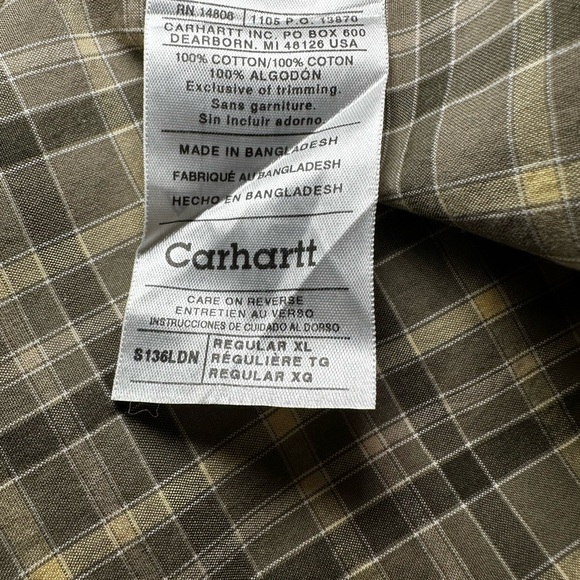 RN 14806 1105 P.O. 13870
CARHARTT INC. PO BOX 600
DEARBORN, MI 48126 USA
100% COTTON/100% COTON
100% ALGODÓN
Exclusive of trimming.
Sans garniture.
Sin Incluir adorno.
MADE IN BANGLADESH
FABRIQUÉ AU BANGLADESH
HECHO EN BANGLADESH
Carhartt
CARE ON REVERSE
ENTRETIEN AU VERSO
INSTRUCCIONES DE CUIDADO AL DORSO
S136LDN REGULAR XL
RÉGULIÈRE TG
REGULAR XG